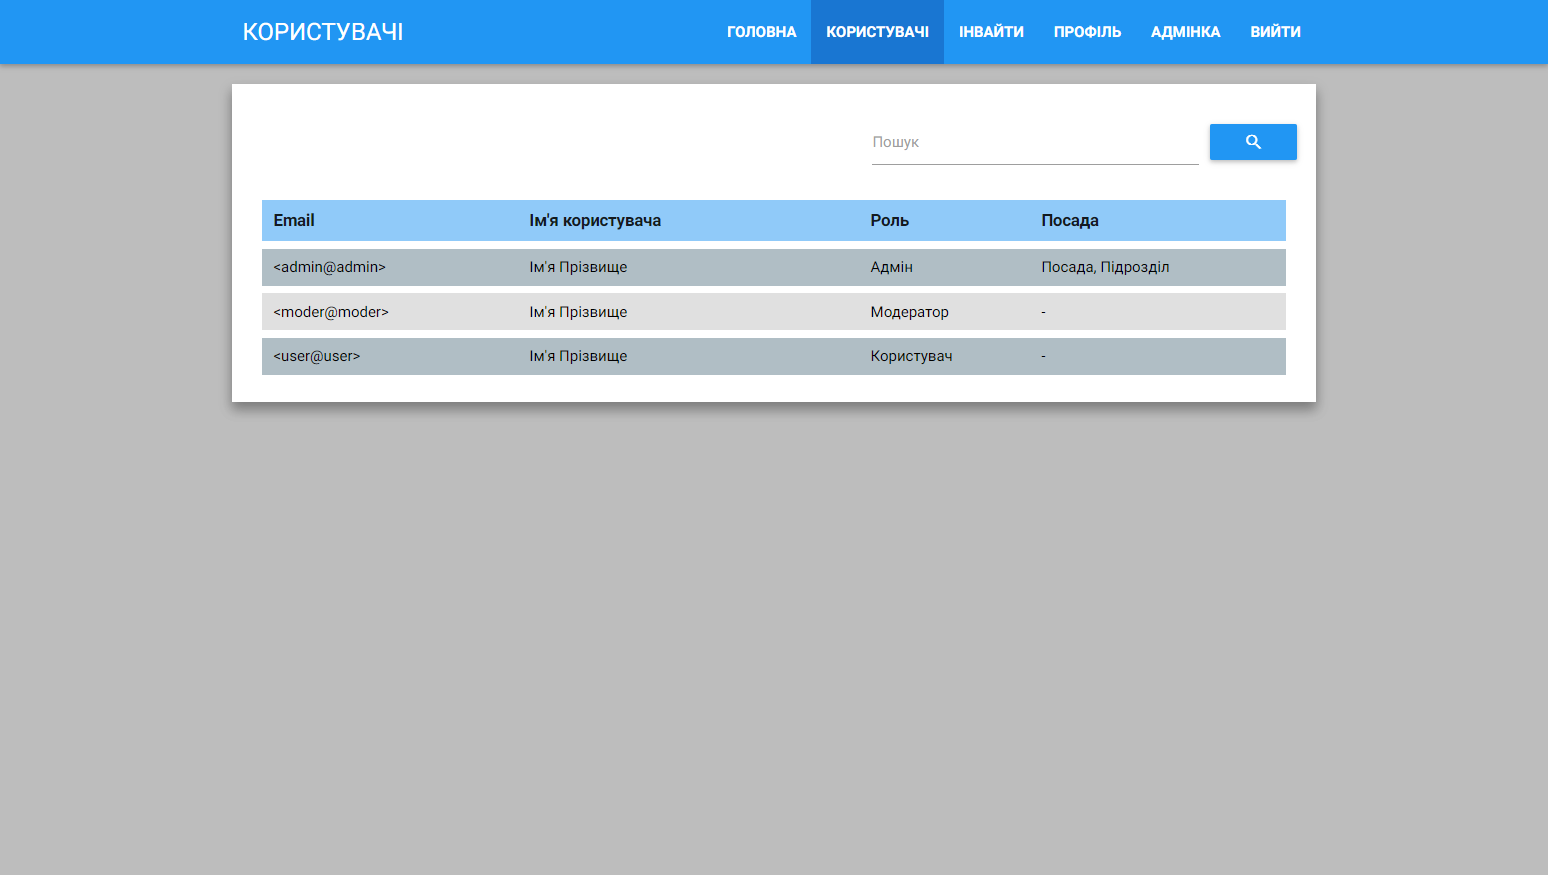 КОРИСТУВАЧІ ГОЛОВНА КОРИСТУВАЧІ ІНВАЙТИ ПРОФІЛЬ АДМІНКА ВИЙТИ
Пошук
Email Ім'я користувача Роль Посада
<admin@admin> Ім'я Прізвище Адмін Посада, Підрозділ
<moder@moder> Ім'я Прізвище Модератор -
<user@user> Ім'я Прізвище Користувач -